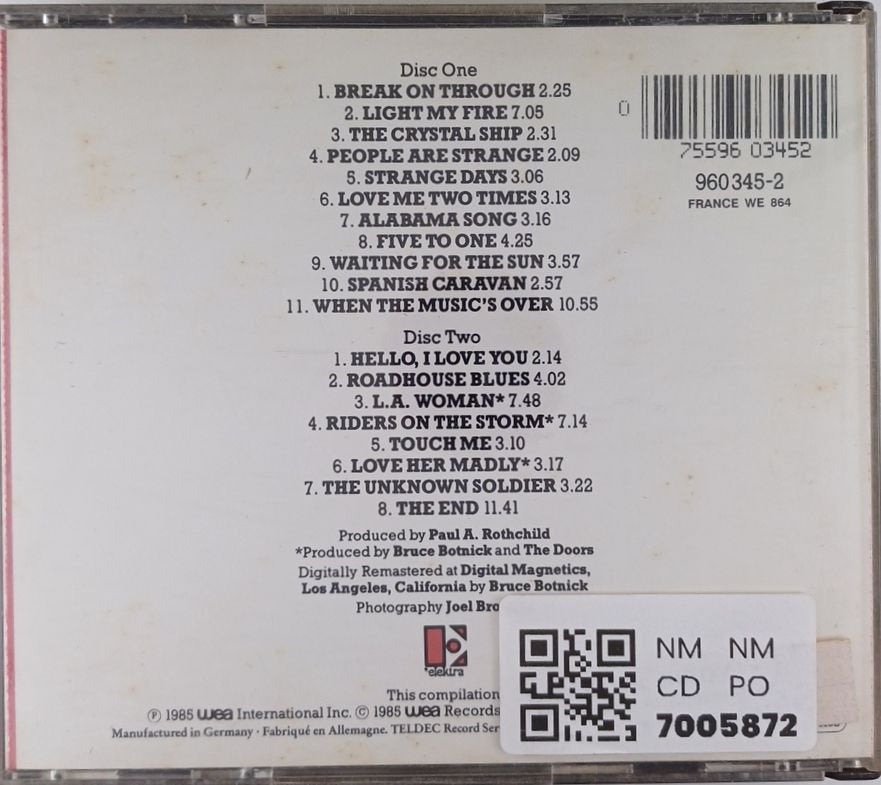 Disc One
1. BREAK ON THROUGH 2.25
2. LIGHT MY FIRE 7.05
3. THE CRYSTAL SHIP 2.31
4. PEOPLE ARE STRANGE 2.09
5. STRANGE DAYS 3.06
6. LOVE ME TWO TIMES 3.13
7. ALABAMA SONG 3.16
8. FIVE TO ONE 4.25
9. WAITING FOR THE SUN 3.57
10. SPANISH CARAVAN 2.57
11. WHEN THE MUSIC'S OVER 10.55
0
75596 03452
960 345-2
FRANCE WE 864
Disc Two
1. HELLO, I LOVE YOU 2.14
2. ROADHOUSE BLUES 4.02
3. L.A. WOMAN* 7.48
4. RIDERS ON THE STORM* 7.14
5. TOUCH ME 3.10
6. LOVE HER MADLY* 3.17
7. THE UNKNOWN SOLDIER 3.22
8. THE END 11.41
Produced by Paul A. Rothchild
*Produced by Bruce Botnick and The Doors
Digitally Remastered at Digital Magnetics,
Los Angeles, California by Bruce Botnick
Photography Joel
elektra
This compilation
℗ 1985 wea International Inc. © 1985 wea Records
Manufactured in Germany · Fabriqué en Allemagne. TELDEC Record
NM NM
CD PO
7005872